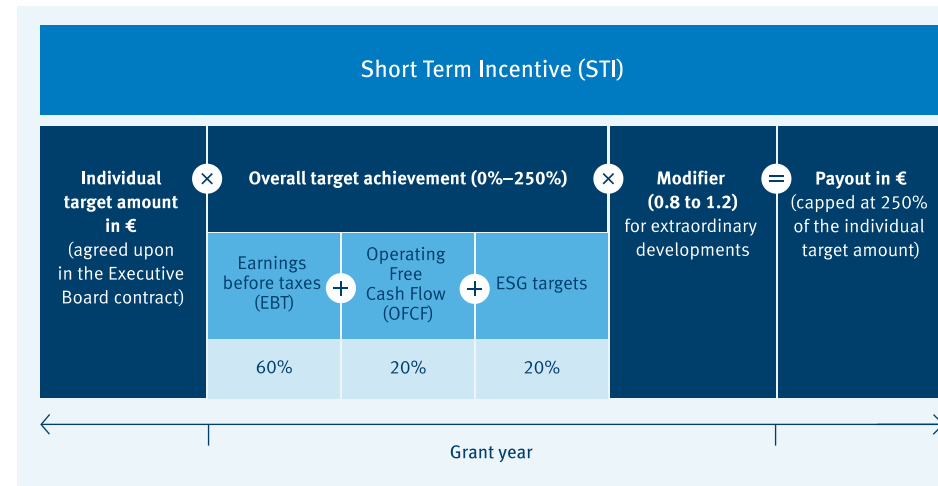 Short Term Incentive (STI)
Individual
target amount
in €
(agreed upon
in the Executive
Board contract)
×
Overall target achievement (0%–250%)
×
Modifier
(0.8 to 1.2)
for extraordinary
developments
=
Payout in €
(capped at 250%
of the individual
target amount)
Earnings
before taxes
(EBT)
+
Operating
Free
Cash Flow
(OFCF)
+
ESG targets
60%
20%
20%
Grant year